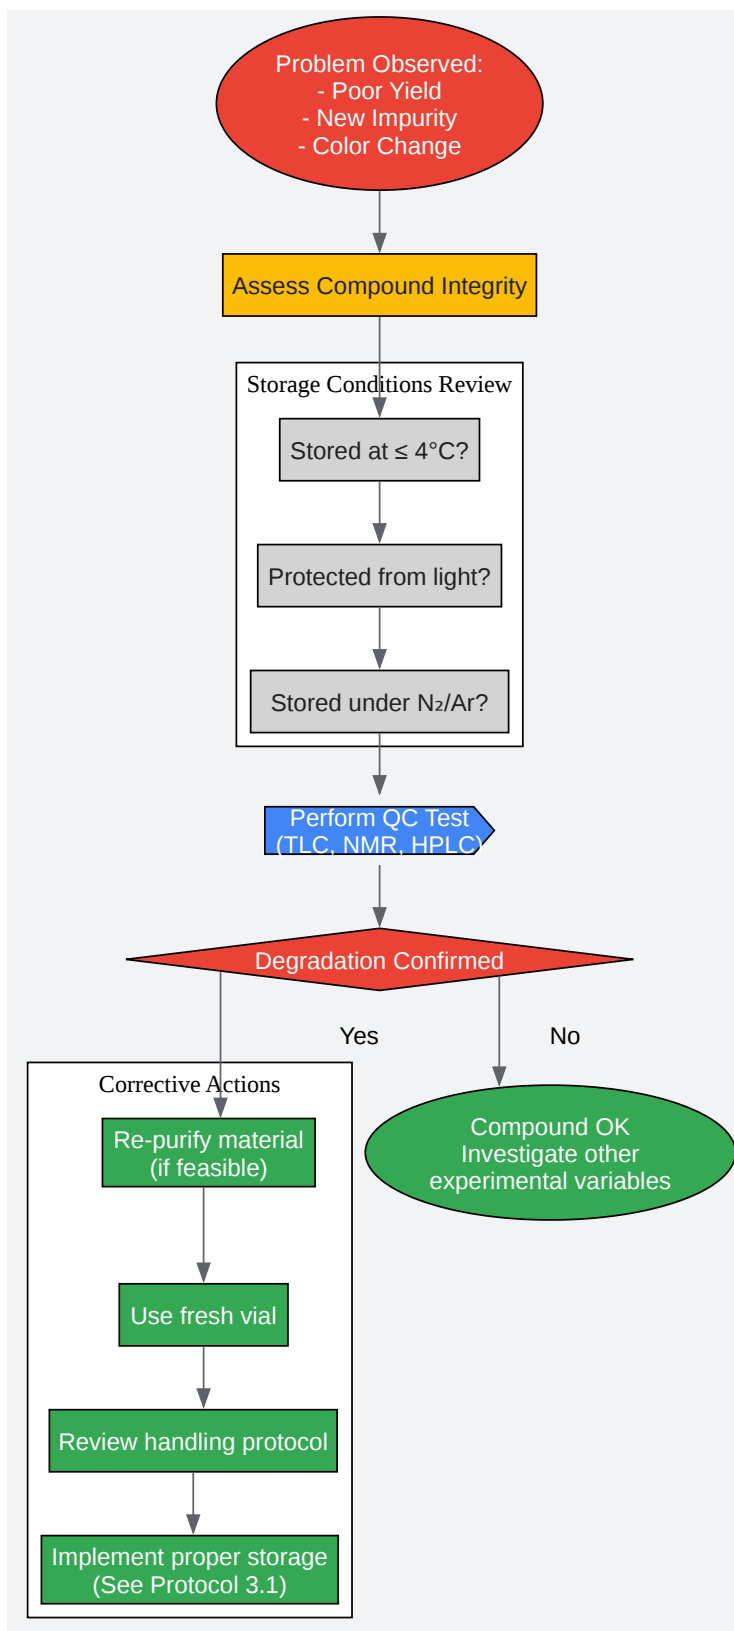 Problem Observed:
- Poor Yield
- New Impurity
- Color Change
Assess Compound Integrity
Storage Conditions Review
Stored at ≤ 4°C?
Protected from light?
Stored under N₂/Ar?
Perform QC Test
(TLC, NMR, HPLC)
Degradation Confirmed
Yes
No
Corrective Actions
Re-purify material
(if feasible)
Compound OK
Investigate other
experimental variables
Use fresh vial
Review handling protocol
Implement proper storage
(See Protocol 3.1)